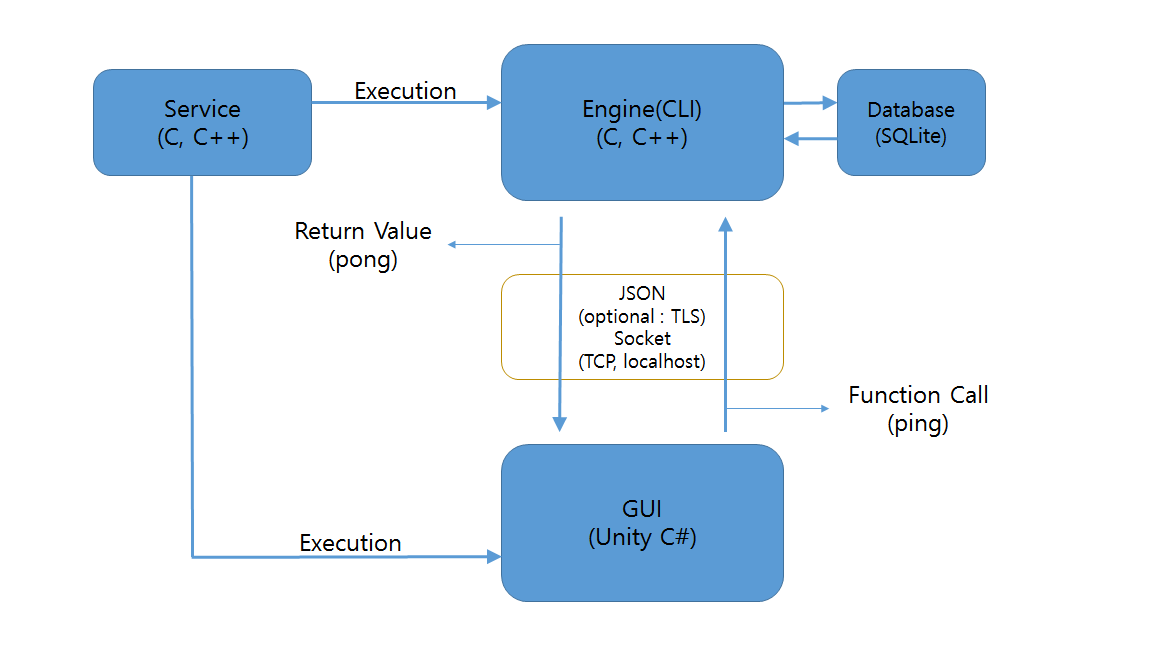 Service
(C, C++)
Execution
Engine(CLI)
(C, C++)
Database
(SQLite)
Return Value
(pong)
JSON
(optional : TLS)
Socket
(TCP, localhost)
Function Call
(ping)
Execution
GUI
(Unity C#)